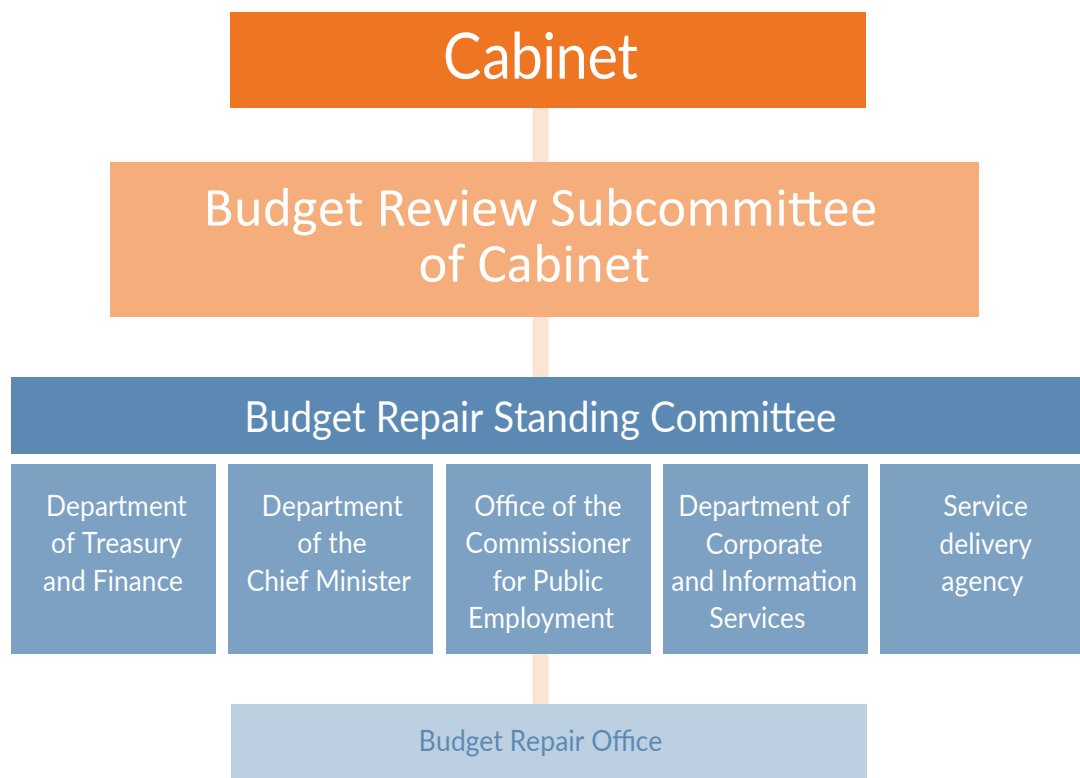 Cabinet
Budget Review Subcommittee
of Cabinet
Budget Repair Standing Committee
Department
of Treasury
and Finance
Department
of the
Chief Minister
Office of the
Commissioner
for Public
Employment
Department of
Corporate
and Information
Services
Service
delivery
agency
Budget Repair Office